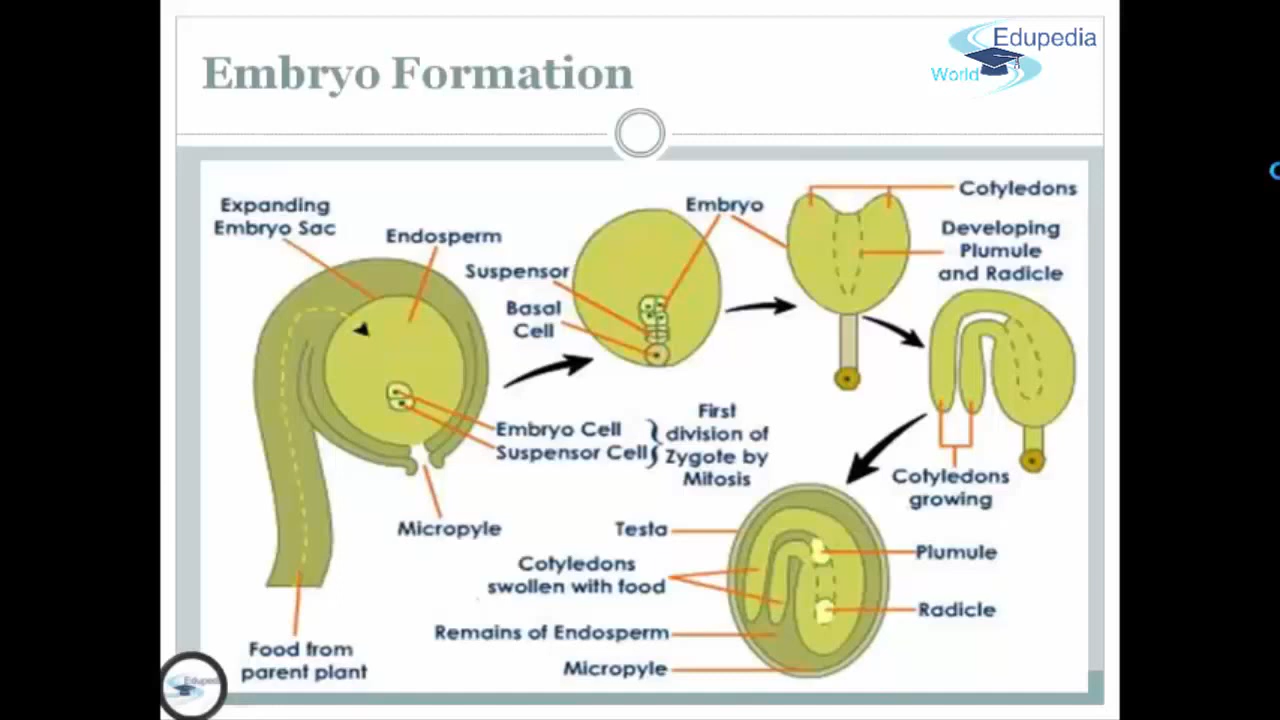 Embryo Formation
Edupedia
World
Expanding
Embryo Sac
Endosperm
Suspensor
Basal
Cell
Embryo
Cotyledons
Developing
Plumule
and Radicle
Embryo Cell
Suspensor Cell
First
division of
Zygote by
Mitosis
Cotyledons
growing
Micropyle
Food from
parent plant
Testa
Cotyledons
swollen with food
Remains of Endosperm
Micropyle
Plumule
Radicle